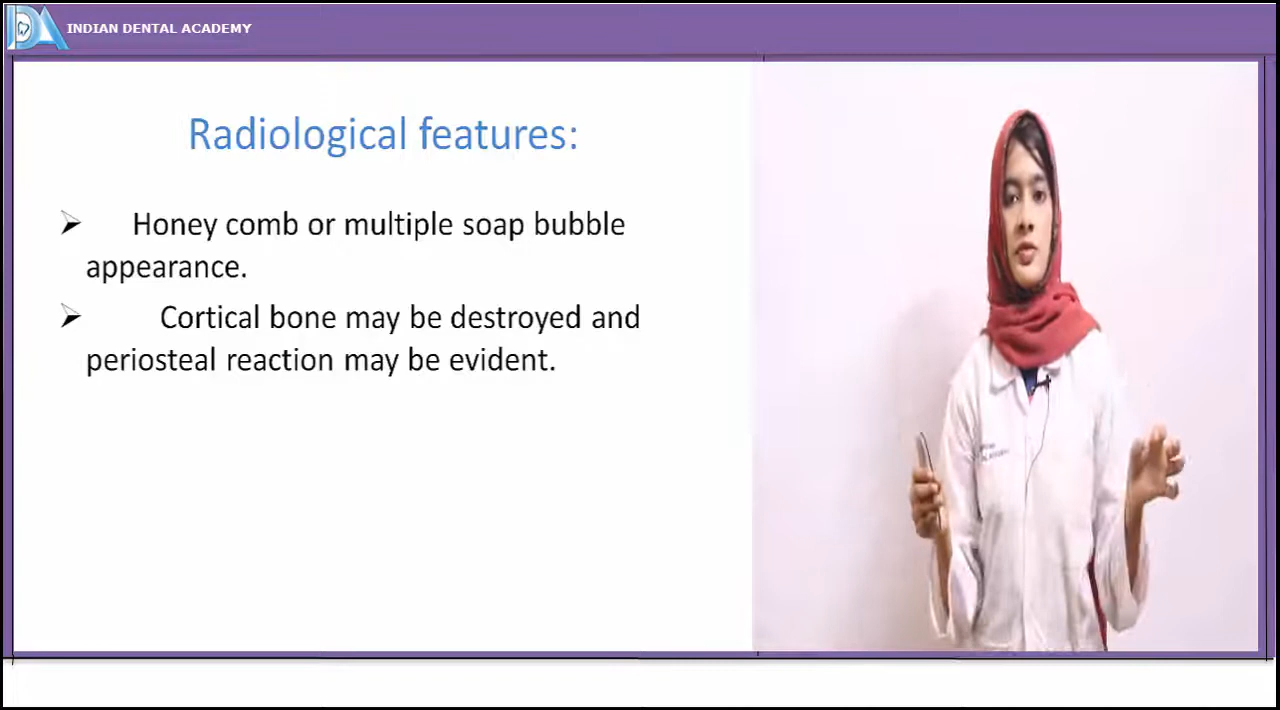 INDIAN DENTAL ACADEMY
Radiological features:
➢ Honey comb or multiple soap bubble
appearance.
➢ Cortical bone may be destroyed and
periosteal reaction may be evident.